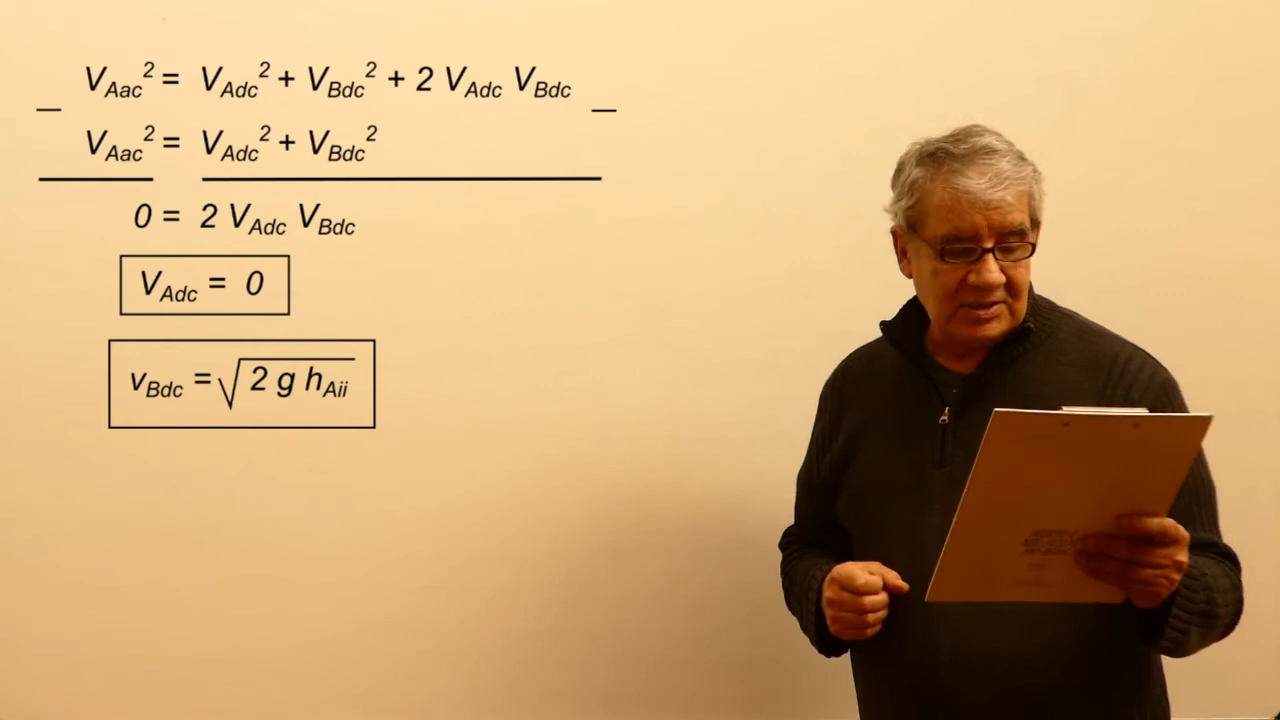 V_Aac² = V_Adc² + V_Bdc² + 2 V_Adc V_Bdc
V_Aac² = V_Adc² + V_Bdc²
0 = 2 V_Adc V_Bdc
V_Adc = 0
v_Bdc = √(2 g h_Aii)